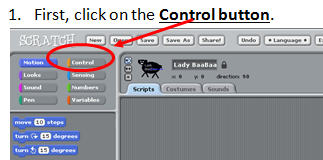 1. First, click on the Control button.
SCRATCH New Open Save Save As Share! Undo Language
Motion Control Lady BaaBaa
Looks Sensing x: 0 y: 0 direction: 90
Sound Numbers
Pen Variables Scripts Costumes Sounds
move 10 steps
turn 15 degrees
turn 15 degrees